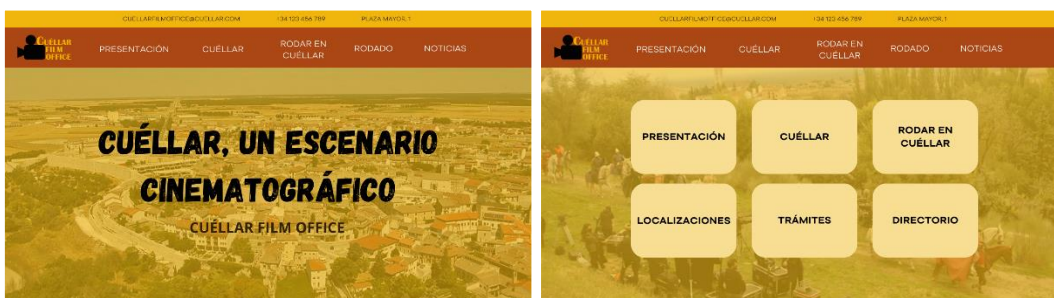 CUELLARFILMOFFICE@CUELLAR.COM +34 123 456 789 PLAZA MAYOR, 1
CUÉLLAR
FILM
OFFICE
PRESENTACIÓN CUÉLLAR RODAR EN CUÉLLAR RODADO NOTICIAS
CUÉLLAR, UN ESCENARIO
CINEMATOGRÁFICO
CUÉLLAR FILM OFFICE
CUELLARFILMOFFICE@CUELLAR.COM +34 123 456 789 PLAZA MAYOR, 1
CUÉLLAR
FILM
OFFICE
PRESENTACIÓN CUÉLLAR RODAR EN CUÉLLAR RODADO NOTICIAS
PRESENTACIÓN CUÉLLAR RODAR EN CUÉLLAR
LOCALIZACIONES TRÁMITES DIRECTORIO